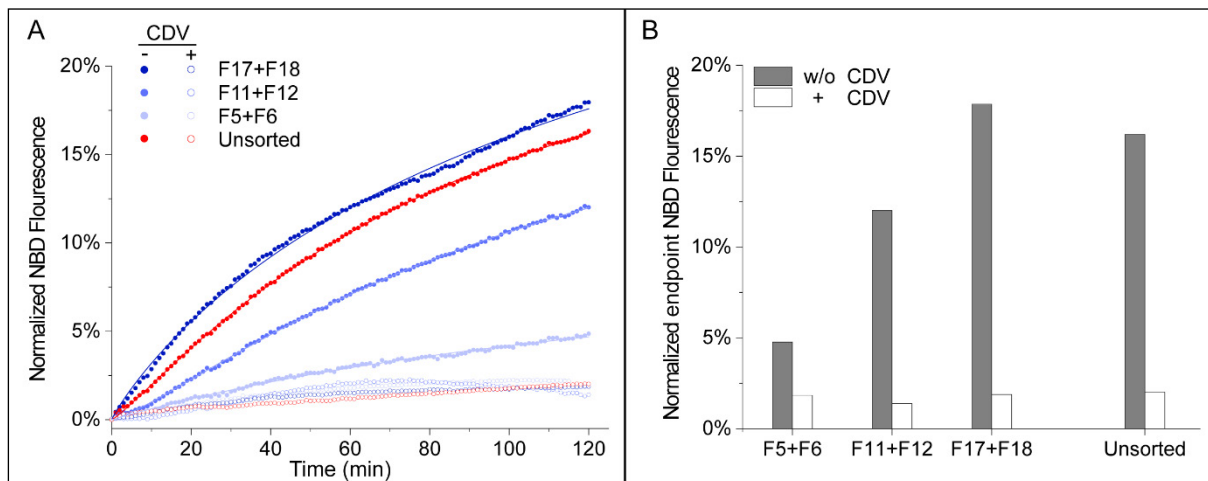 A
CDV
- +
F17+F18
F11+F12
F5+F6
Unsorted
20%
15%
10%
5%
0%
Normalized NBD Flourescence
0 20 40 60 80 100 120
Time (min)
B
w/o CDV
+ CDV
20%
15%
10%
5%
0%
Normalized endpoint NBD Flourescence
F5+F6 F11+F12 F17+F18 Unsorted